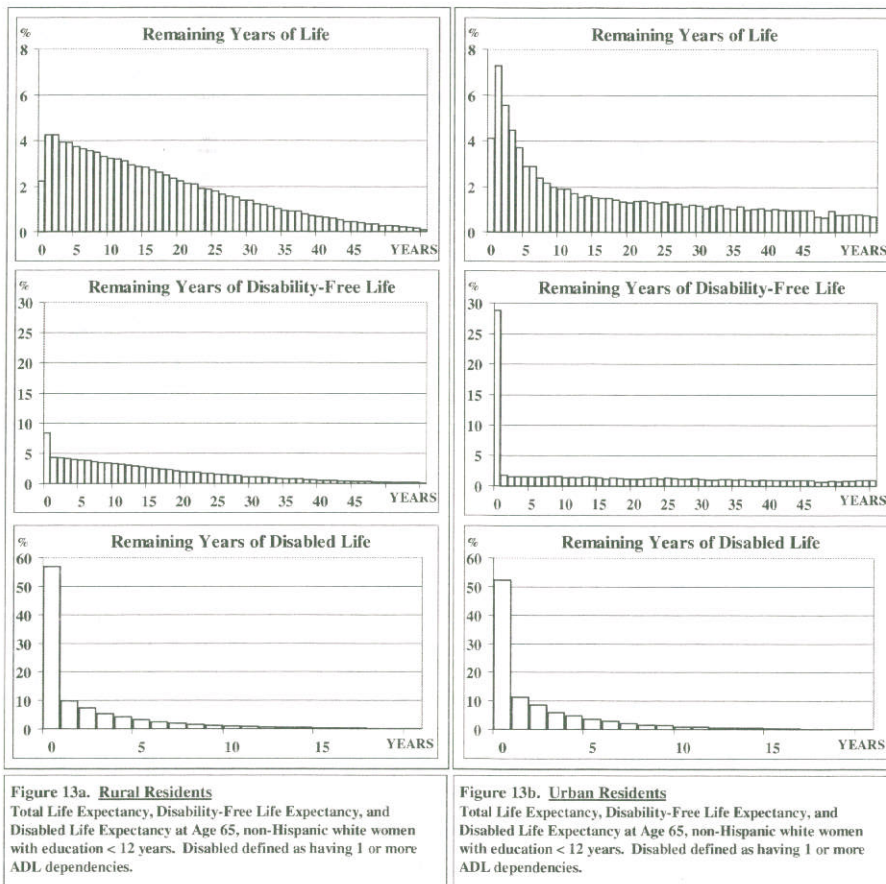 Remaining Years of Life
%
8
6
4
2
0
0 5 10 15 20 25 30 35 40 45 YEARS
Remaining Years of Disability-Free Life
%
30
25
20
15
10
5
0
0 5 10 15 20 25 30 35 40 45 YEARS
Remaining Years of Disabled Life
%
60
50
40
30
20
10
0
0 5 10 15 YEARS
Figure 13a. Rural Residents
Total Life Expectancy, Disability-Free Life Expectancy, and
Disabled Life Expectancy at Age 65, non-Hispanic white women
with education < 12 years. Disabled defined as having 1 or more
ADL dependencies.
Remaining Years of Life
%
8
6
4
2
0
0 5 10 15 20 25 30 35 40 45 YEARS
Remaining Years of Disability-Free Life
%
30
25
20
15
10
5
0
0 5 10 15 20 25 30 35 40 45 YEARS
Remaining Years of Disabled Life
%
60
50
40
30
20
10
0
0 5 10 15 YEARS
Figure 13b. Urban Residents
Total Life Expectancy, Disability-Free Life Expectancy, and
Disabled Life Expectancy at Age 65, non-Hispanic white women
with education < 12 years. Disabled defined as having 1 or more
ADL dependencies.